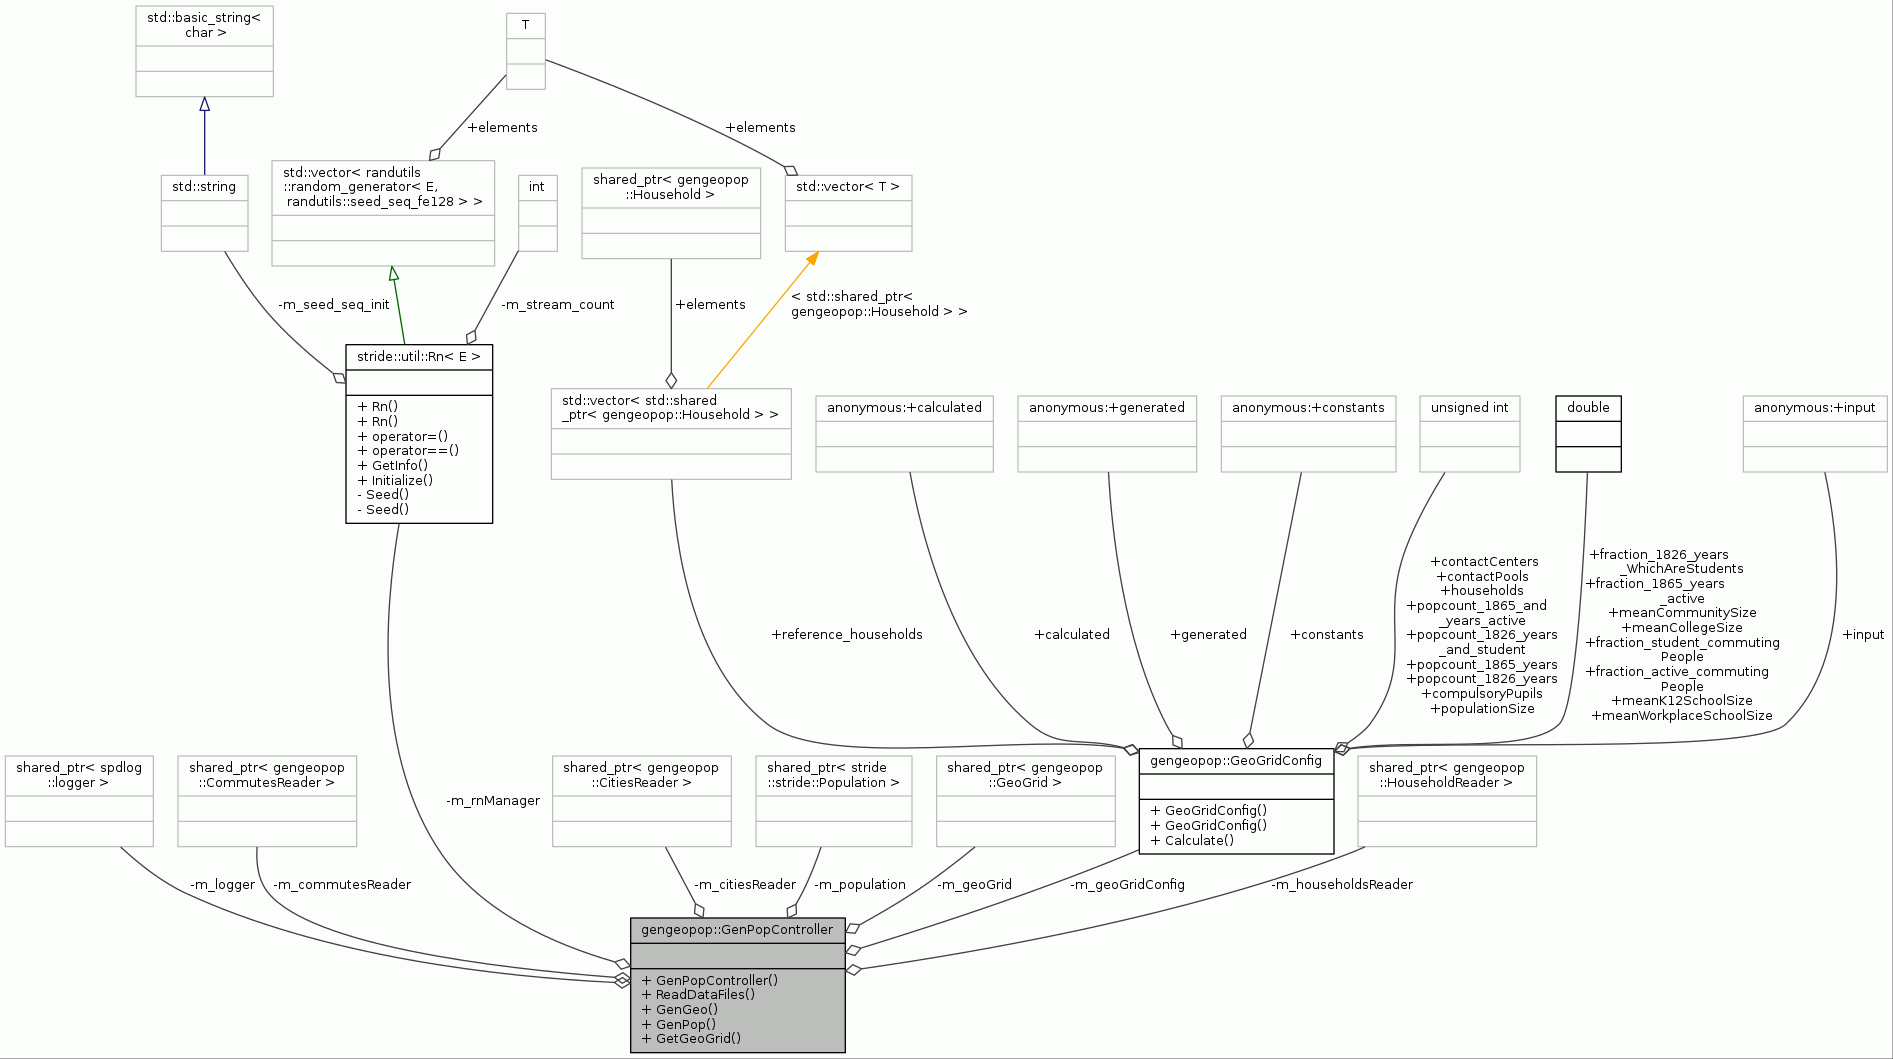 std::basic_string<
char >
T
+elements
+elements
std::string
std::vector< randutils
::random_generator< E,
randutils::seed_seq_fe128 > >
int
shared_ptr< gengeopop
::Household >
std::vector< T >
-m_seed_seq_init
-m_stream_count
+elements
< std::shared_ptr<
gengeopop::Household > >
stride::util::Rn< E >
+ Rn()
+ Rn()
+ operator=()
+ operator==()
+ GetInfo()
+ Initialize()
- Seed()
- Seed()
std::vector< std::shared
_ptr< gengeopop::Household > >
anonymous:+calculated
anonymous:+generated
anonymous:+constants
unsigned int
double
anonymous:+input
+reference_households
+calculated
+generated
+constants
+contactCenters
+contactPools
+households
+popcount_1865_and
_years_active
+popcount_1826_years
_and_student
+popcount_1865_years
+popcount_1826_years
+compulsoryPupils
+populationSize
+fraction_1826_years
_WhichAreStudents
+fraction_1865_years
_active
+meanCommunitySize
+meanCollegeSize
+fraction_student_commuting
People
+fraction_active_commuting
People
+meanK12SchoolSize
+meanWorkplaceSchoolSize
+input
shared_ptr< spdlog
::logger >
shared_ptr< gengeopop
::CommutesReader >
-m_rnManager
shared_ptr< gengeopop
::CitiesReader >
shared_ptr< stride
::stride::Population >
shared_ptr< gengeopop
::GeoGrid >
gengeopop::GeoGridConfig
+ GeoGridConfig()
+ GeoGridConfig()
+ Calculate()
shared_ptr< gengeopop
::HouseholdReader >
-m_logger
-m_commutesReader
-m_citiesReader
-m_population
-m_geoGrid
-m_geoGridConfig
-m_householdsReader
gengeopop::GenPopController
+ GenPopController()
+ ReadDataFiles()
+ GenGeo()
+ GenPop()
+ GetGeoGrid()